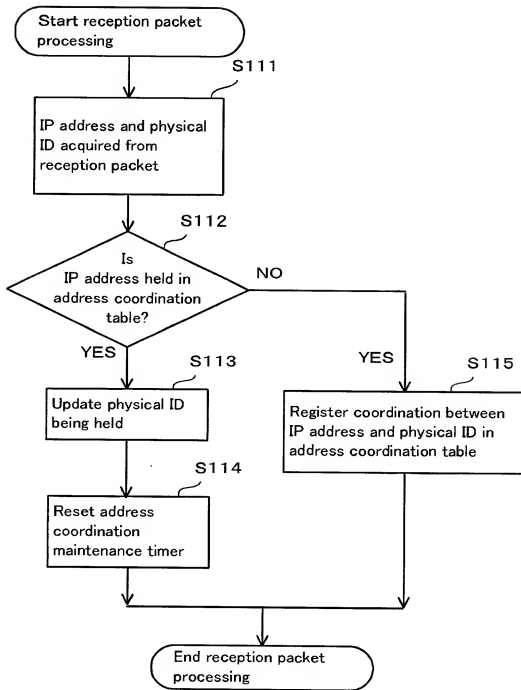 Start reception packet
processing
S111
IP address and physical
ID acquired from
reception packet
S112
Is
IP address held in
address coordination
table?
NO
YES
YES
S113
Update physical ID
being held
S115
Register coordination between
IP address and physical ID in
address coordination table
S114
Reset address
coordination
maintenance timer
End reception packet
processing